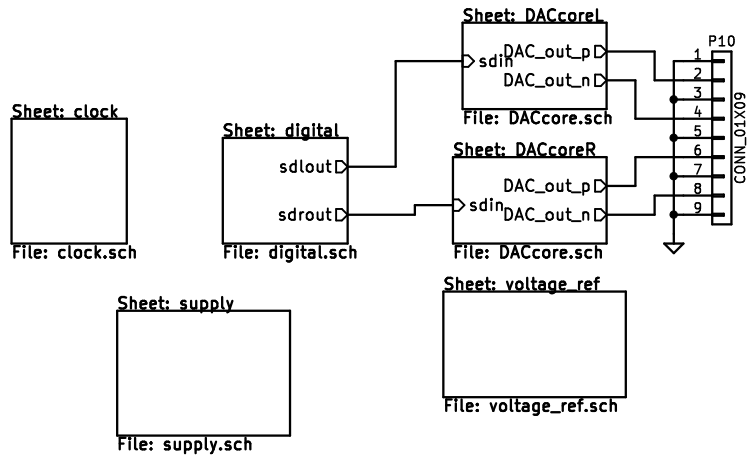 Sheet: DACcoreL
sdin
DAC_out_p
DAC_out_n
File: DACcore.sch
P10
1
2
3
4
5
6
7
8
9
CONN_01X09
Sheet: clock
File: clock.sch
Sheet: digital
sdlout
sdrout
File: digital.sch
Sheet: DACcoreR
sdin
DAC_out_p
DAC_out_n
File: DACcore.sch
Sheet: supply
File: supply.sch
Sheet: voltage_ref
File: voltage_ref.sch